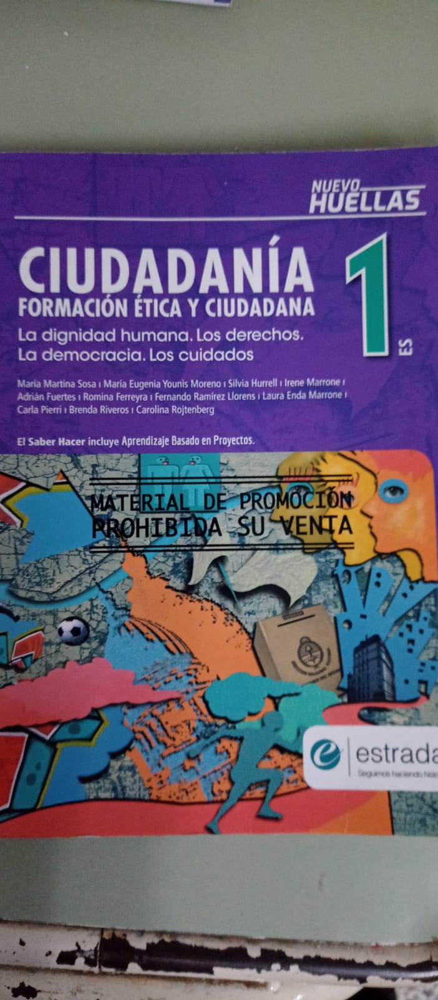 NUEVO
HUELLAS
CIUDADANÍA
FORMACIÓN ÉTICA Y CIUDADANA
1
ES
La dignidad humana. Los derechos.
La democracia. Los cuidados
María Martina Sosa ı María Eugenia Younis Moreno ı Silvia Hurrell ı Irene Marrone ı
Adrián Fuertes ı Romina Ferreyra ı Fernando Ramírez Llorens ı Laura Enda Marrone ı
Carla Pierri ı Brenda Riveros ı Carolina Rojtenberg
El Saber Hacer incluye Aprendizaje Basado en Proyectos.
MATERIAL DE PROMOCIÓN
PROHIBIDA SU VENTA
e estrada
Seguimos haciendo